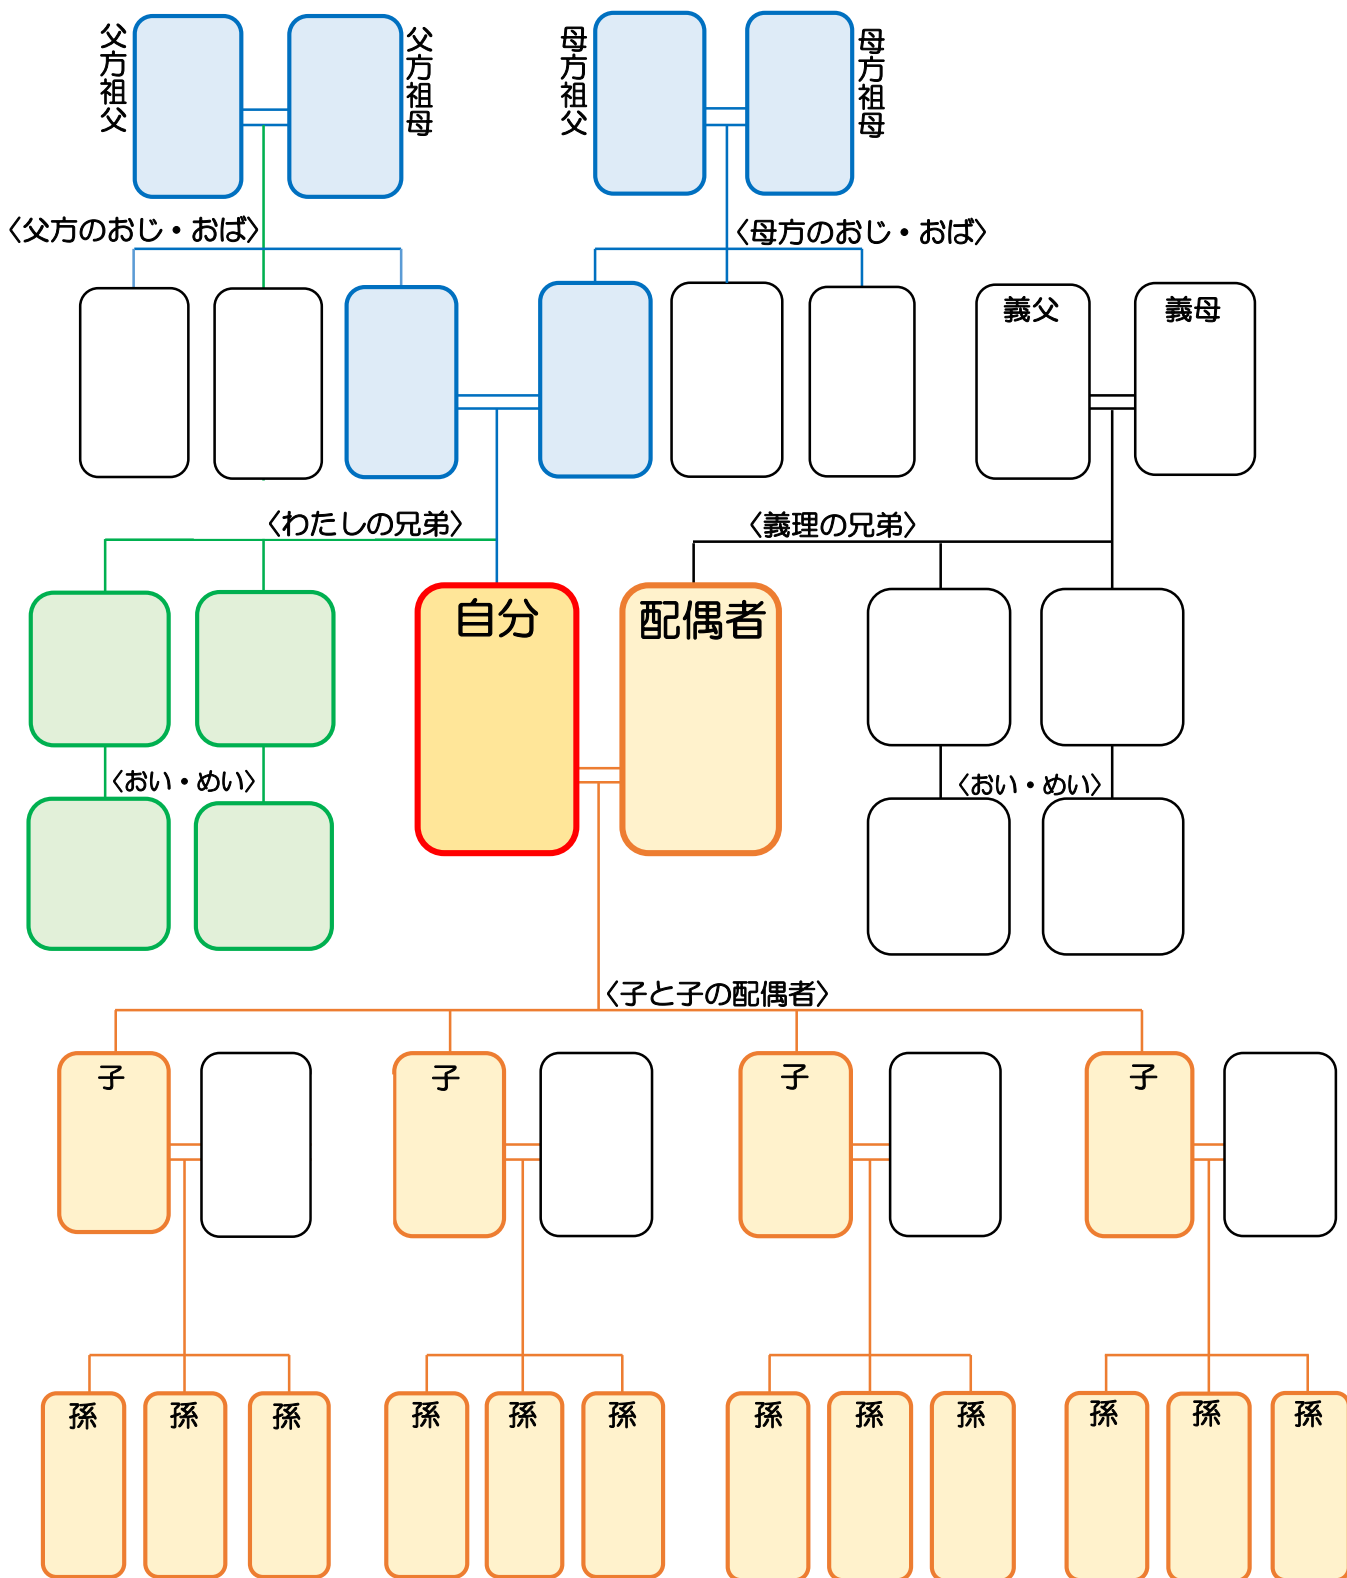 父方祖父
父方祖母
母方祖父
母方祖母
〈父方のおじ・おば〉
〈母方のおじ・おば〉
義父
義母
〈わたしの兄弟〉
〈義理の兄弟〉
自分
配偶者
〈おい・めい〉
〈おい・めい〉
〈子と子の配偶者〉
子
子
子
子
孫
孫
孫
孫
孫
孫
孫
孫
孫
孫
孫
孫